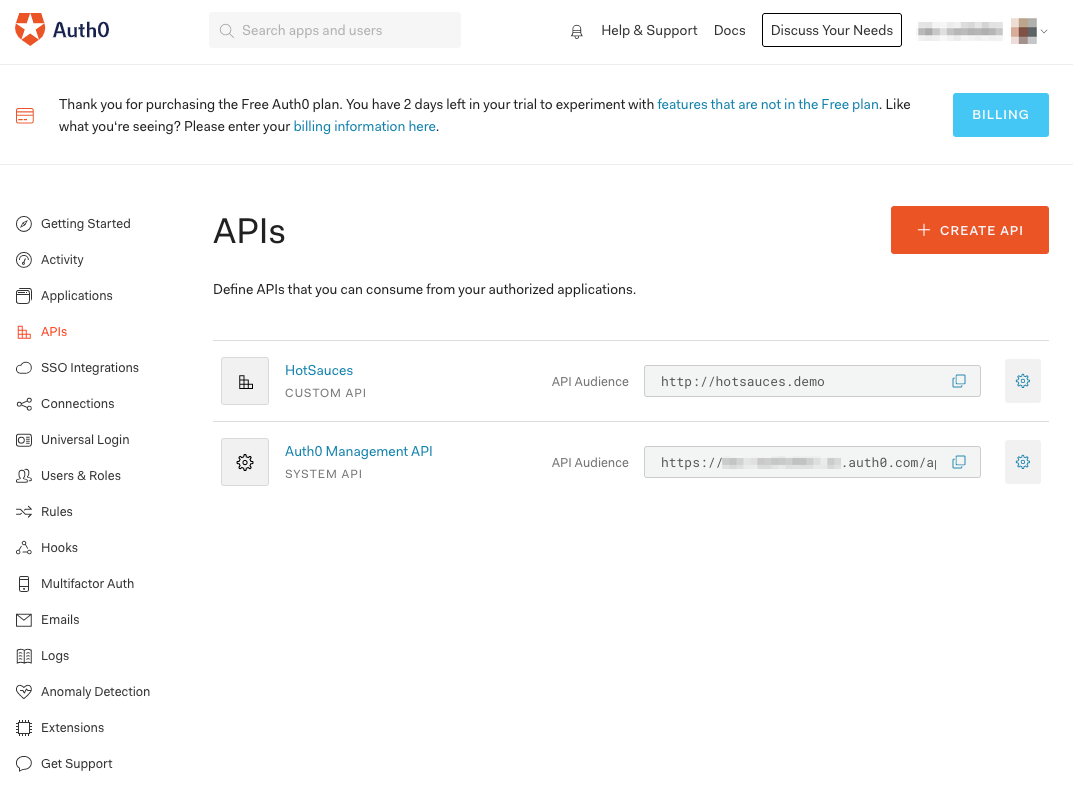 Auth0
Search apps and users
Help & Support
Docs
Discuss Your Needs
Thank you for purchasing the Free Auth0 plan. You have 2 days left in your trial to experiment with features that are not in the Free plan. Like
what you're seeing? Please enter your billing information here.
BILLING
Getting Started
Activity
Applications
APIs
SSO Integrations
Connections
Universal Login
Users & Roles
Rules
Hooks
Multifactor Auth
Emails
Logs
Anomaly Detection
Extensions
Get Support
APIs
+ CREATE API
Define APIs that you can consume from your authorized applications.
HotSauces
CUSTOM API
API Audience
http://hotsauces.demo
Auth0 Management API
SYSTEM API
API Audience
https:// .auth0.com/ap